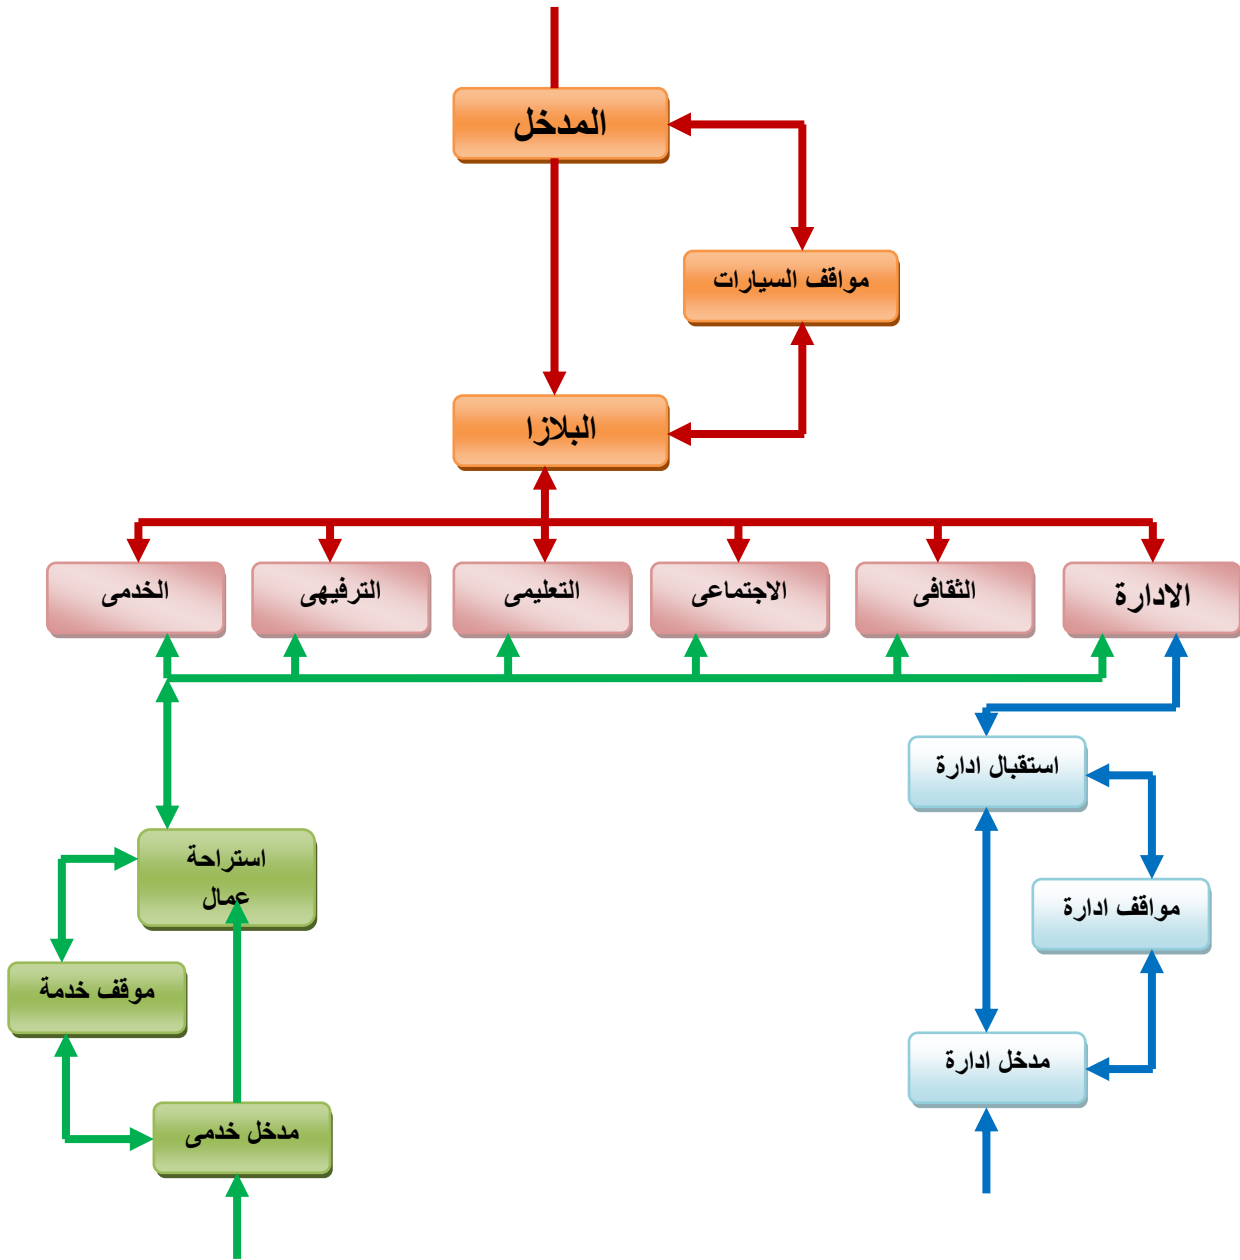 المدخل
مواقف السيارات
البلازا
الادارة
الثقافى
الاجتماعى
التعليمى
الترفيهى
الخدمى
استقبال ادارة
استراحة
عمال
مواقف ادارة
موقف خدمة
مدخل ادارة
مدخل خدمى